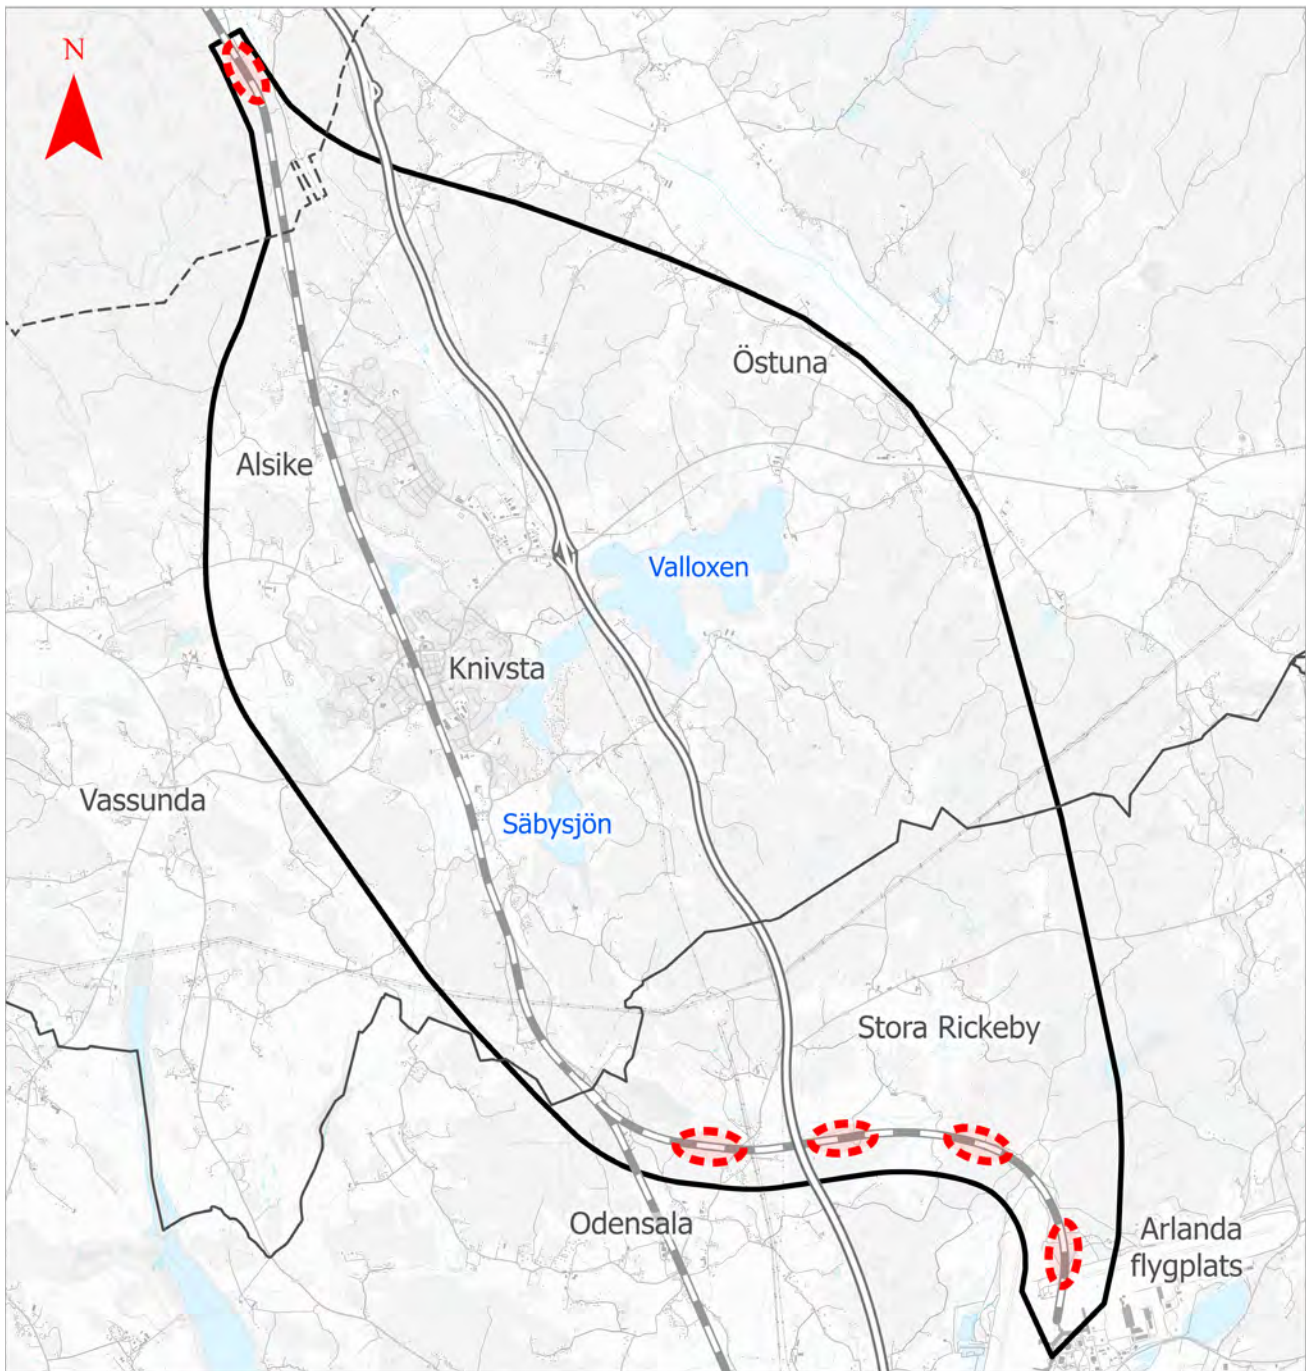 N
Östuna
Alsike
Valloxen
Knivsta
Vassunda
Säbysjön
Stora Rickeby
Odensala
Arlanda
flygplats